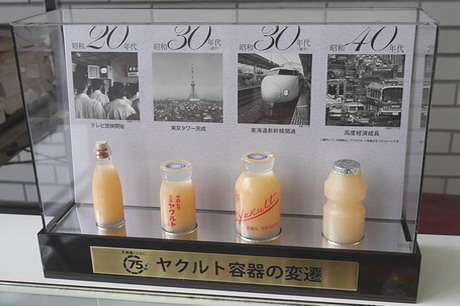 昭和20年代
昭和30年代
昭和30年代
昭和40年代
テレビ放映開始
東京タワー完成
東海道新幹線開通
高度経済成長
ヤクルト
Yakult
75
ヤクルト容器の変遷